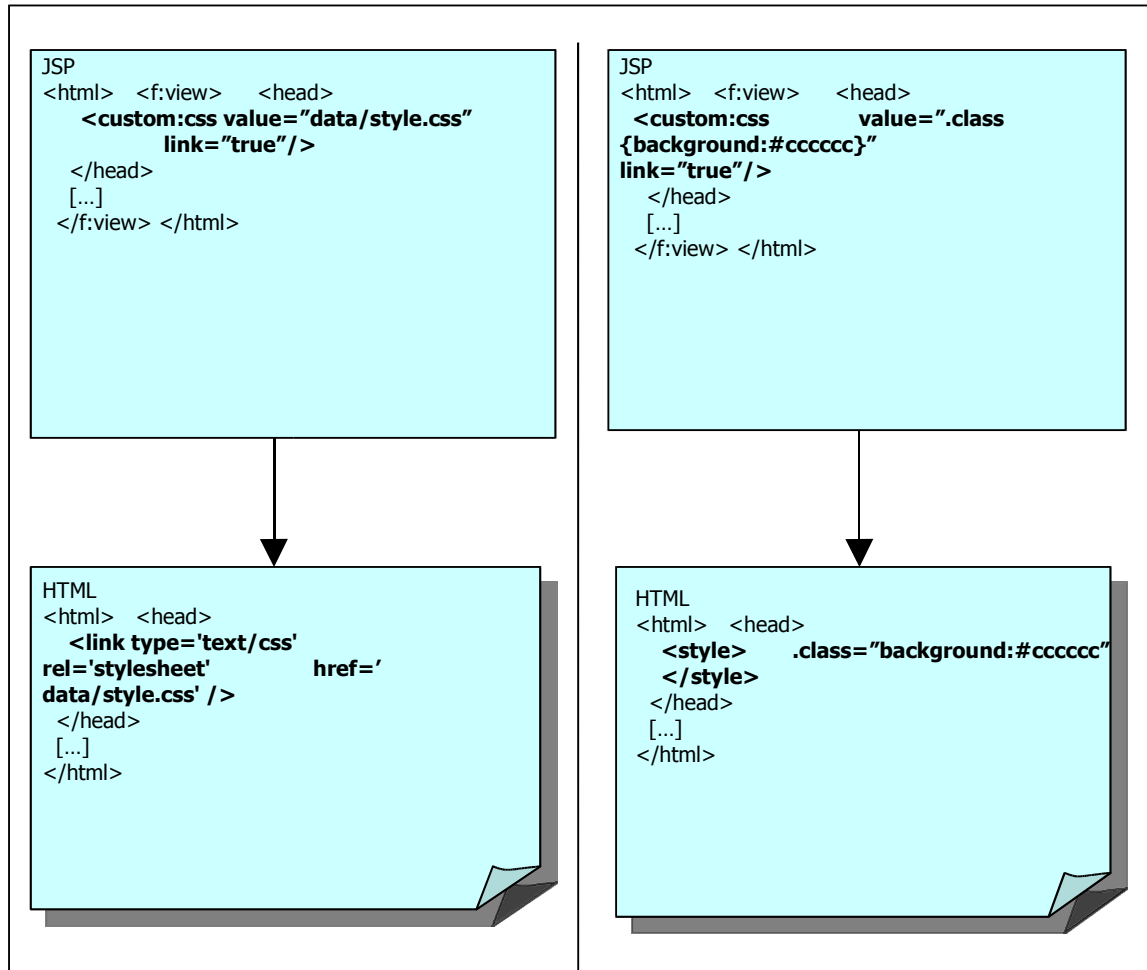 JSP
<html> <f:view> <head>
<custom:css value=”data/style.css”
link=”true”/>
</head>
[...]
</f:view> </html>
HTML
<html> <head>
<link type='text/css'
rel='stylesheet' href=’
data/style.css' />
</head>
[...]
</html>
JSP
<html> <f:view> <head>
<custom:css value=”.class
{background:#cccccc}”
link=”true”/>
</head>
[...]
</f:view> </html>
HTML
<html> <head>
<style> .class=”background:#cccccc”
</style>
</head>
[...]
</html>